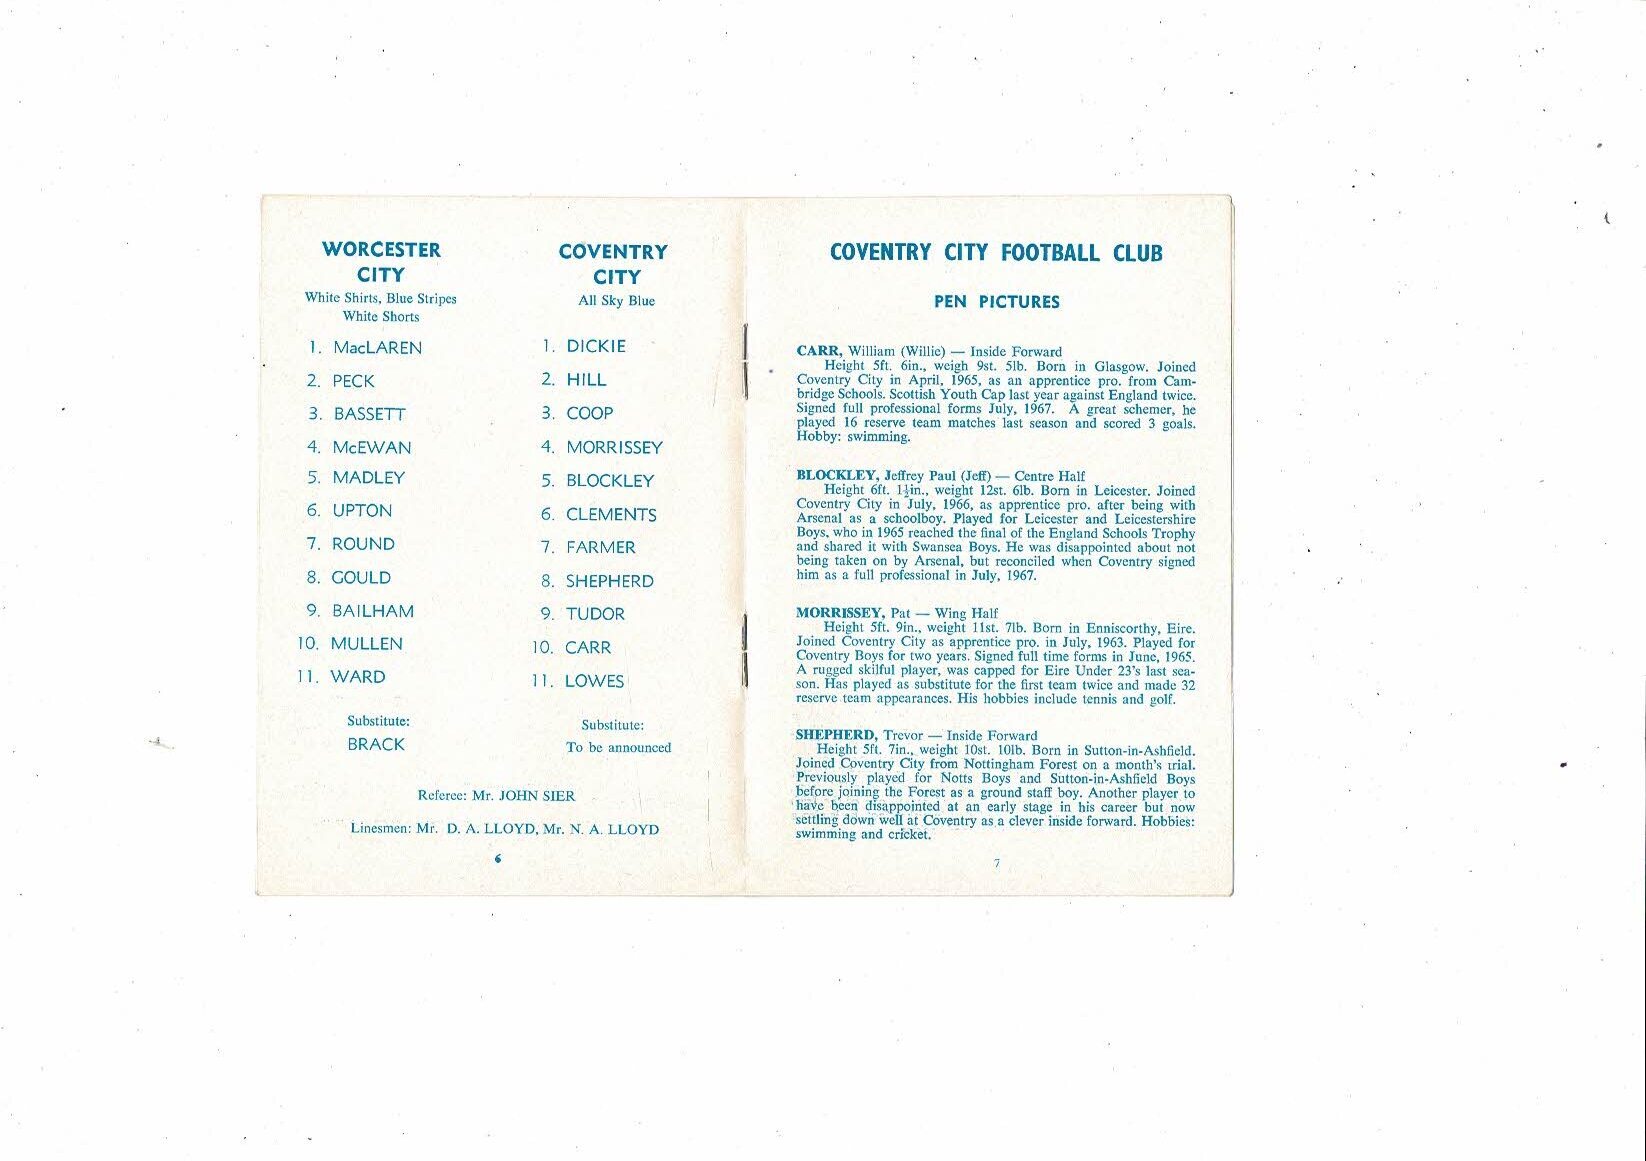 WORCESTER
CITY
White Shirts, Blue Stripes
White Shorts
1. MacLAREN
2. PECK
3. BASSETT
4. McEWAN
5. MADLEY
6. UPTON
7. ROUND
8. GOULD
9. BAILHAM
10. MULLEN
11. WARD
Substitute:
BRACK
COVENTRY
CITY
All Sky Blue
1. DICKIE
2. HILL
3. COOP
4. MORRISSEY
5. BLOCKLEY
6. CLEMENTS
7. FARMER
8. SHEPHERD
9. TUDOR
10. CARR
11. LOWES
Substitute:
To be announced
Referee: Mr. JOHN SIER
Linesmen: Mr. D. A. LLOYD, Mr. N. A. LLOYD
6
COVENTRY CITY FOOTBALL CLUB
PEN PICTURES
CARR, William (Willie) — Inside Forward
Height 5ft. 6in., weigh 9st. 5lb. Born in Glasgow. Joined
Coventry City in April, 1965, as an apprentice pro. from Cam-
bridge Schools. Scottish Youth Cap last year against England twice.
Signed full professional forms July, 1967. A great schemer, he
played 16 reserve team matches last season and scored 3 goals.
Hobby: swimming.
BLOCKLEY, Jeffrey Paul (Jeff) — Centre Half
Height 6ft. 1½in., weight 12st. 6lb. Born in Leicester. Joined
Coventry City in July, 1966, as apprentice pro. after being with
Arsenal as a schoolboy. Played for Leicester and Leicestershire
Boys, who in 1965 reached the final of the England Schools Trophy
and shared it with Swansea Boys. He was disappointed about not
being taken on by Arsenal, but reconciled when Coventry signed
him as a full professional in July, 1967.
MORRISSEY, Pat — Wing Half
Height 5ft. 9in., weight 11st. 7lb. Born in Enniscorthy, Eire.
Joined Coventry City as apprentice pro. in July, 1963. Played for
Coventry Boys for two years. Signed full time forms in June, 1965.
A rugged skilful player, was capped for Eire Under 23's last sea-
son. Has played as substitute for the first team twice and made 32
reserve team appearances. His hobbies include tennis and golf.
SHEPHERD, Trevor — Inside Forward
Height 5ft. 7in., weight 10st. 10lb. Born in Sutton-in-Ashfield.
Joined Coventry City from Nottingham Forest on a month's trial.
Previously played for Notts Boys and Sutton-in-Ashfield Boys
before joining the Forest as a ground staff boy. Another player to
have been disappointed at an early stage in his career but now
settling down well at Coventry as a clever inside forward. Hobbies:
swimming and cricket.
7